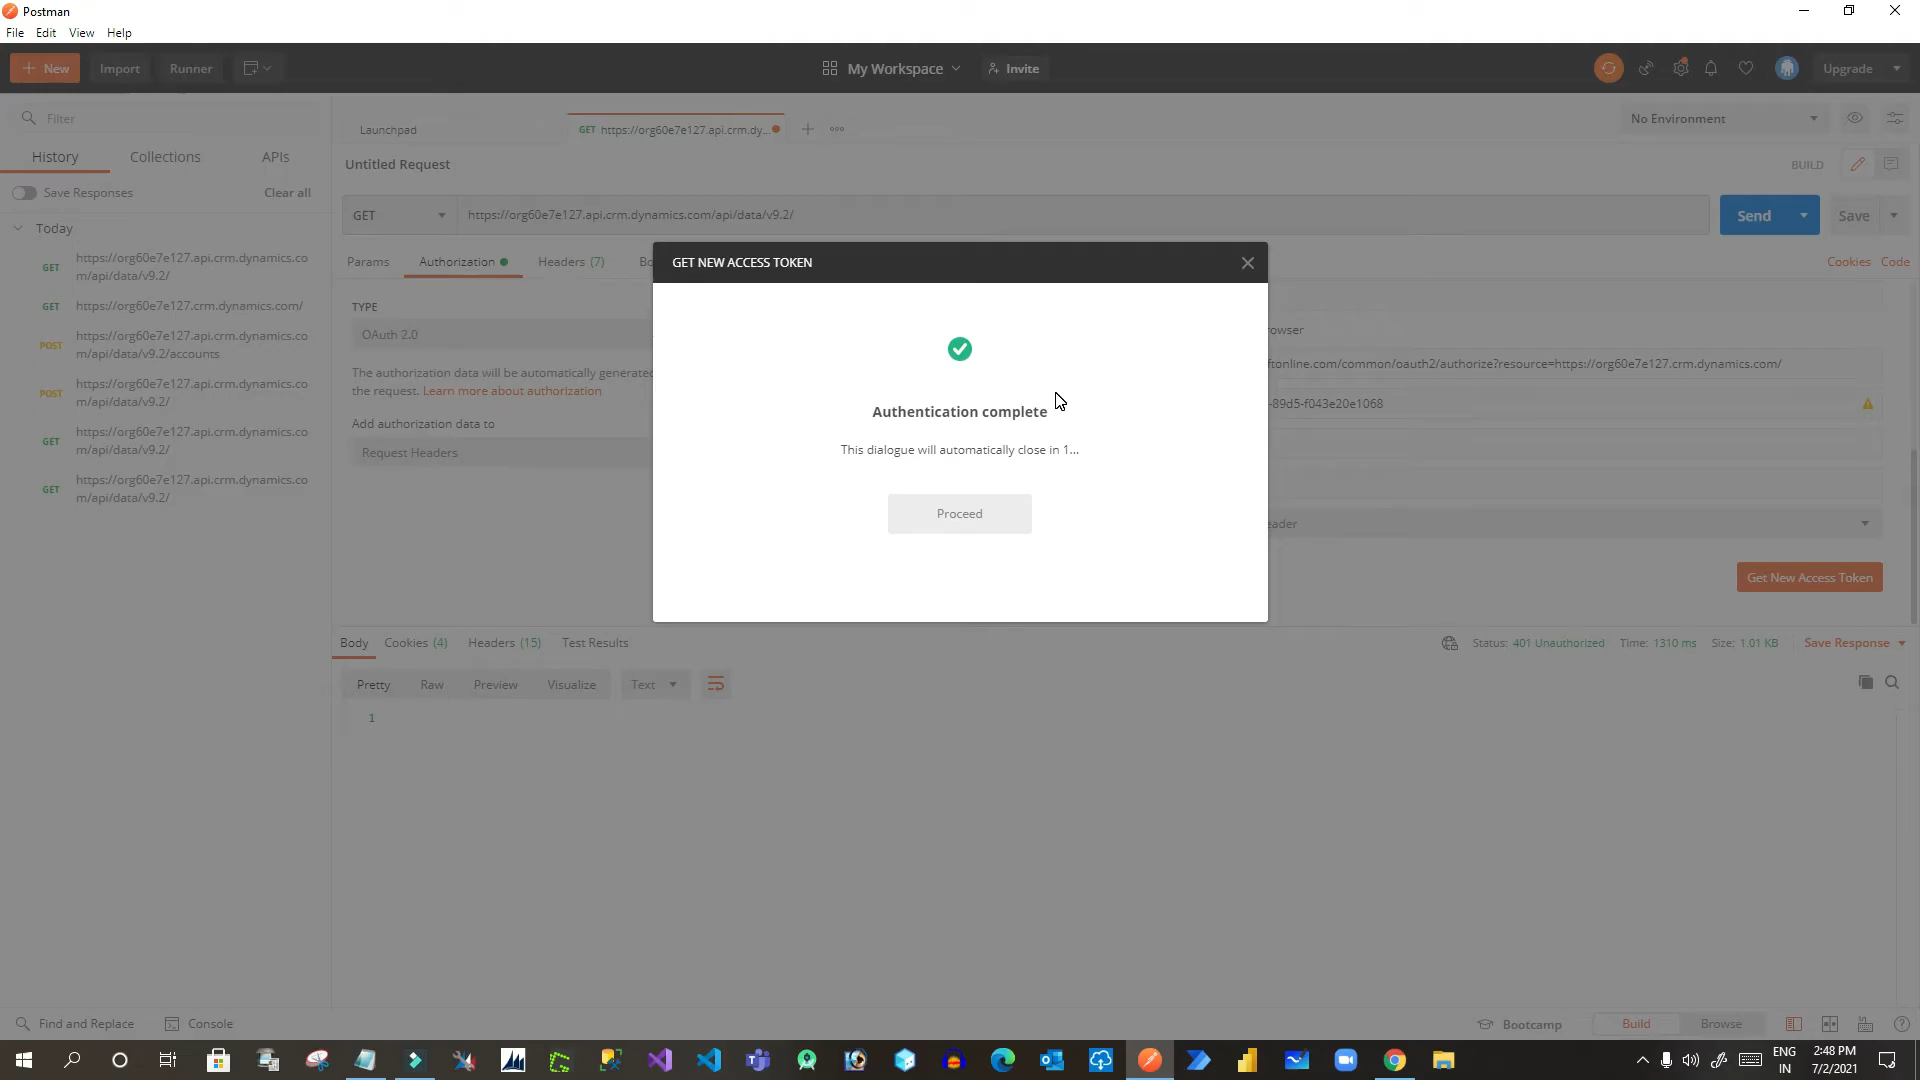 Postman
File Edit View Help
New Import Runner My Workspace Invite Upgrade
Filter
History Collections APIs
Save Responses Clear all
Today
GET https://org60e7e127.api.crm.dynamics.co
m/api/data/v9.2/
GET https://org60e7e127.crm.dynamics.com/
POST https://org60e7e127.api.crm.dynamics.co
m/api/data/v9.2/accounts
POST https://org60e7e127.api.crm.dynamics.co
m/api/data/v9.2/
GET https://org60e7e127.api.crm.dynamics.co
m/api/data/v9.2/
GET https://org60e7e127.api.crm.dynamics.co
m/api/data/v9.2/
Launchpad GET https://org60e7e127.api.crm.dy... No Environment
Untitled Request BUILD
GET https://org60e7e127.api.crm.dynamics.com/api/data/v9.2/ Send Save
Params Authorization Headers (7) Bo Cookies Code
TYPE
OAuth 2.0
The authorization data will be automatically generated
the request. Learn more about authorization
Add authorization data to
Request Headers
GET NEW ACCESS TOKEN
Authentication complete
This dialogue will automatically close in 1...
Proceed
rowser
ftonline.com/common/oauth2/authorize?resource=https://org60e7e127.crm.dynamics.com/
-89d5-f043e20e1068
eader
Get New Access Token
Body Cookies (4) Headers (15) Test Results Status: 401 Unauthorized Time: 1310 ms Size: 1.01 KB Save Response
Pretty Raw Preview Visualize Text
1
Find and Replace Console Bootcamp Build Browse
ENG
IN
2:48 PM
7/2/2021